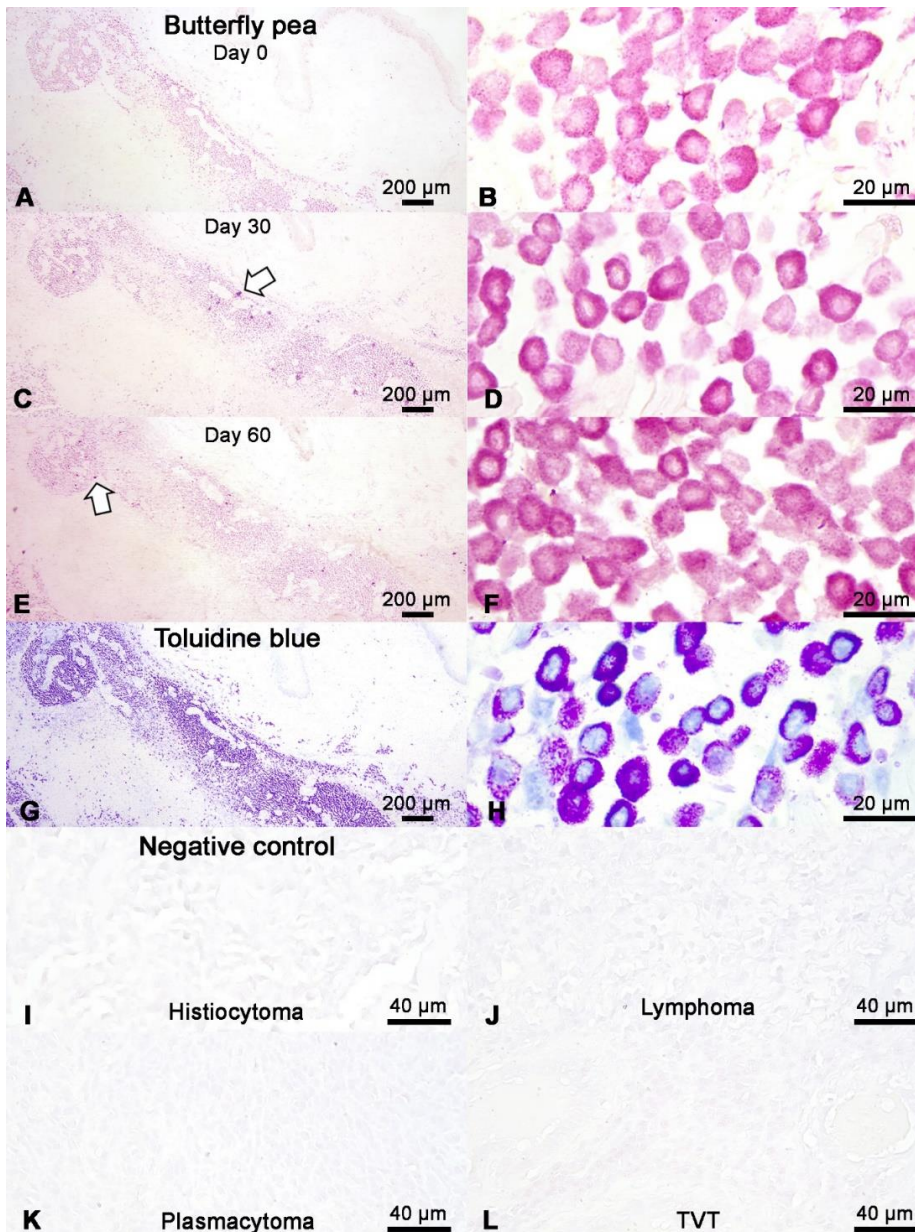 Butterfly pea
Day 0
A
200 µm
B
20 µm
Day 30
C
200 µm
D
20 µm
Day 60
E
200 µm
F
20 µm
Toluidine blue
G
200 µm
H
20 µm
Negative control
I
Histiocytoma
40 µm
J
Lymphoma
40 µm
K
Plasmacytoma
40 µm
L
TVT
40 µm